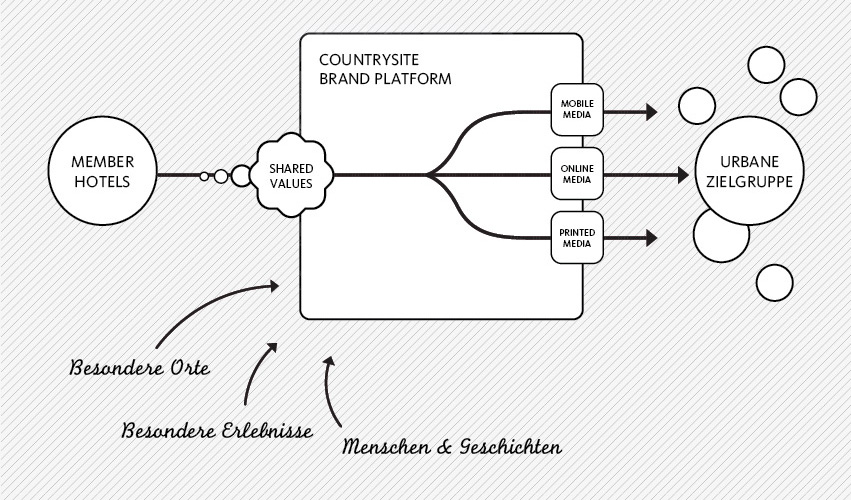 COUNTRYSITE
BRAND PLATFORM
MEMBER
HOTELS
SHARED
VALUES
MOBILE
MEDIA
ONLINE
MEDIA
PRINTED
MEDIA
URBANE
ZIELGRUPPE
Besondere Orte
Besondere Erlebnisse
Menschen & Geschichten